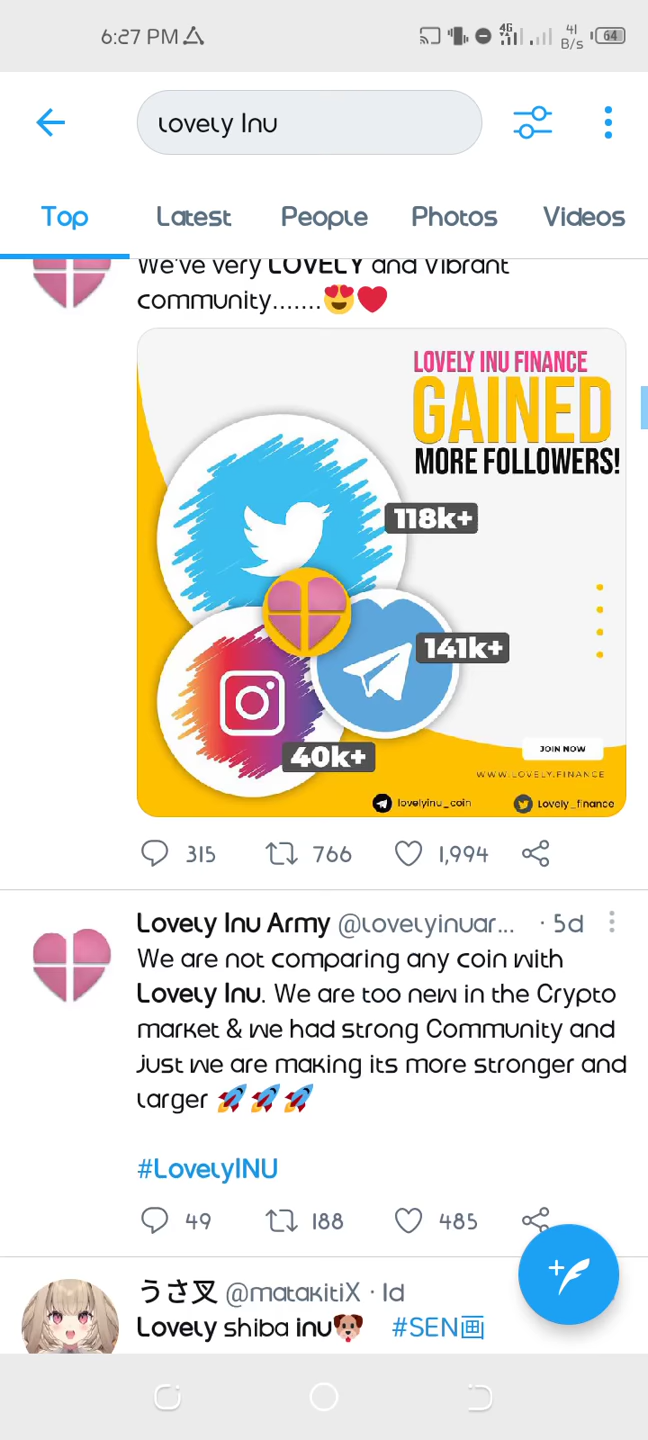 6:27 PM
4G
41 B/s
64
Lovely Inu
Top Latest People Photos Videos
We've very LOVELY and Vibrant
community.......😍❤️
LOVELY INU FINANCE
GAINED
MORE FOLLOWERS!
118k+
141k+
40k+
JOIN NOW
WWW.LOVELY.FINANCE
lovelyinu_coin Lovely_finance
315 766 1,994
Lovely Inu Army @lovelyinuar... · 5d
We are not comparing any coin with
Lovely Inu. We are too new in the Crypto
market & we had strong Community and
just we are making its more stronger and
larger 🚀🚀🚀
#LovelyINU
49 188 485
うさ叉 @matakitiX · 1d
Lovely shiba inu🐶 #SEN画